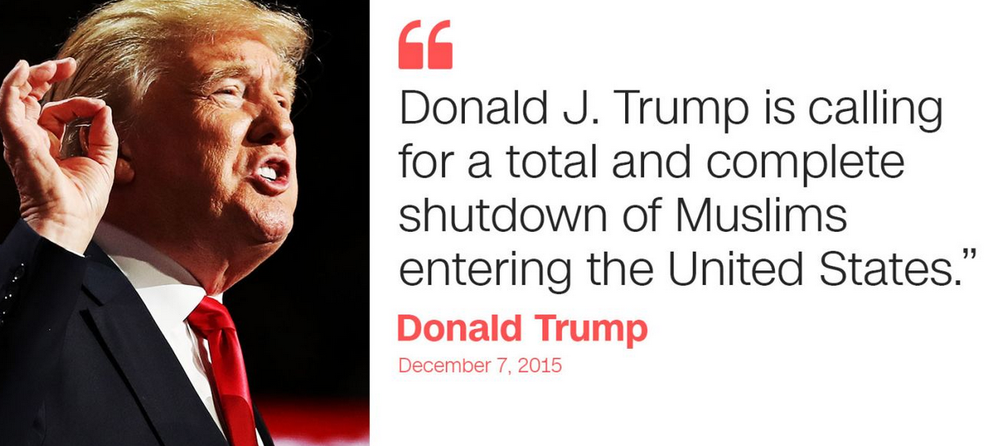 “
Donald J. Trump is calling
for a total and complete
shutdown of Muslims
entering the United States.”
Donald Trump
December 7, 2015